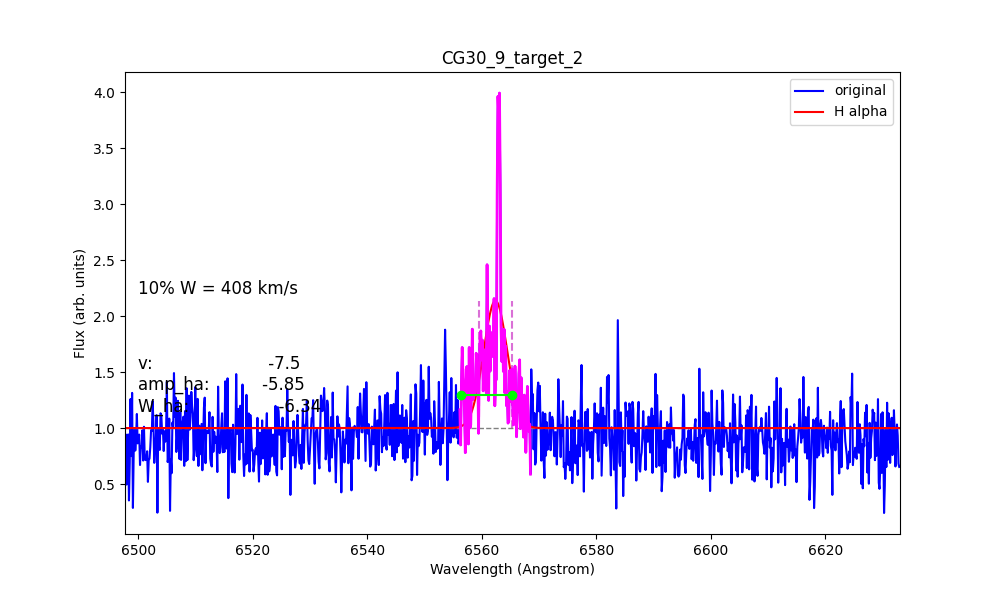 CG30_9_target_2
original
H alpha
10% W = 408 km/s
v: -7.5
amp_ha: -5.85
W_ha: -6.34
4.0
3.5
3.0
2.5
2.0
1.5
1.0
0.5
Flux (arb. units)
6500 6520 6540 6560 6580 6600 6620
Wavelength (Angstrom)